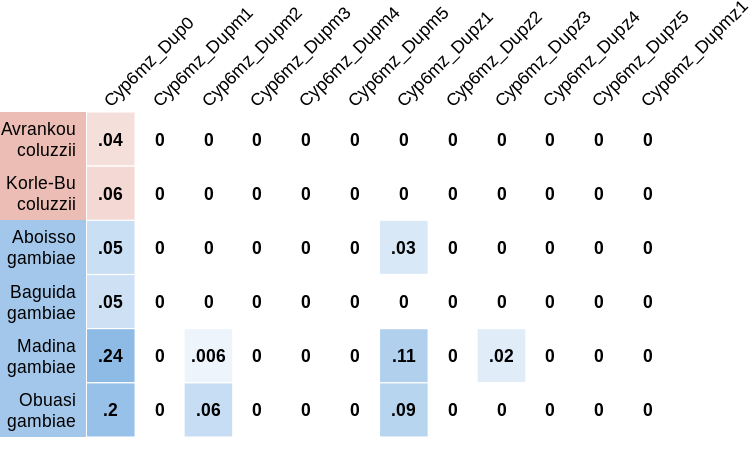 Cyp6mz_Dup0 Cyp6mz_Dupm1 Cyp6mz_Dupm2 Cyp6mz_Dupm3 Cyp6mz_Dupm4 Cyp6mz_Dupm5 Cyp6mz_Dupz1 Cyp6mz_Dupz2 Cyp6mz_Dupz3 Cyp6mz_Dupz4 Cyp6mz_Dupz5 Cyp6mz_Dupmz1
Avrankou
coluzzii
.04 0 0 0 0 0 0 0 0 0 0 0
Korle-Bu
coluzzii
.06 0 0 0 0 0 0 0 0 0 0 0
Aboisso
gambiae
.05 0 0 0 0 0 .03 0 0 0 0 0
Baguida
gambiae
.05 0 0 0 0 0 0 0 0 0 0 0
Madina
gambiae
.24 0 .006 0 0 0 .11 0 .02 0 0 0
Obuasi
gambiae
.2 0 .06 0 0 0 .09 0 0 0 0 0